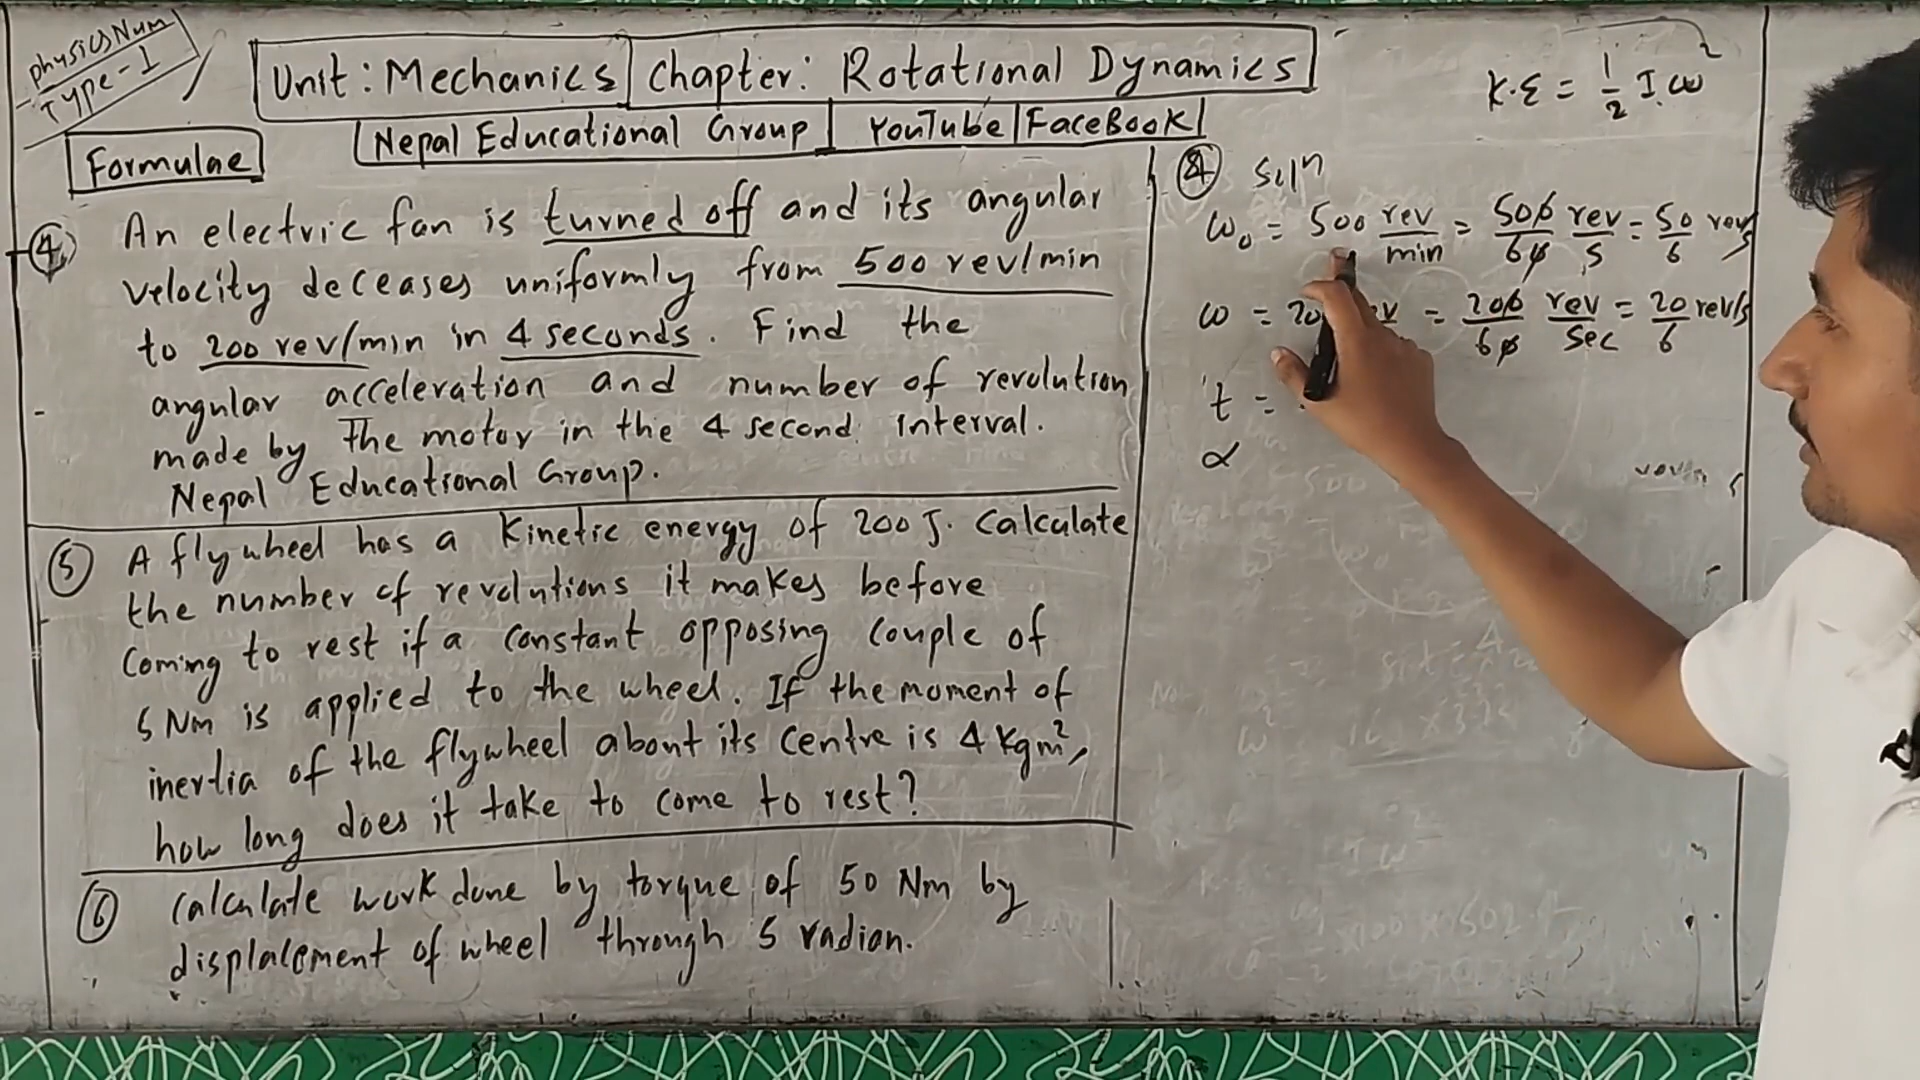 physicsNum
Type-1
Unit: Mechanics Chapter: Rotational Dynamics
Nepal Educational Group YouTube FaceBook
Formulae
④ An electric fan is turned off and its angular
velocity deceases uniformly from 500 rev/min
to 200 rev/min in 4 seconds. Find the
angular acceleration and number of revolution
made by the motor in the 4 second interval.
Nepal Educational Group.
⑤ A flywheel has a Kinetic energy of 200 J. Calculate
the number of revolutions it makes before
Coming to rest if a constant opposing couple of
5 Nm is applied to the wheel. If the moment of
inertia of the flywheel about its centre is 4 Kgm²,
how long does it take to come to rest?
⑥ Calculate work done by torque of 50 Nm by
displacement of wheel through 5 radian.
K.E = 1/2 I ω²
④ solⁿ
ω₀ = 500 rev/min = 500/60 rev/s = 50/6 rev/s
ω = = 200/60 rev/sec = 20/6 rev/s
t =
α